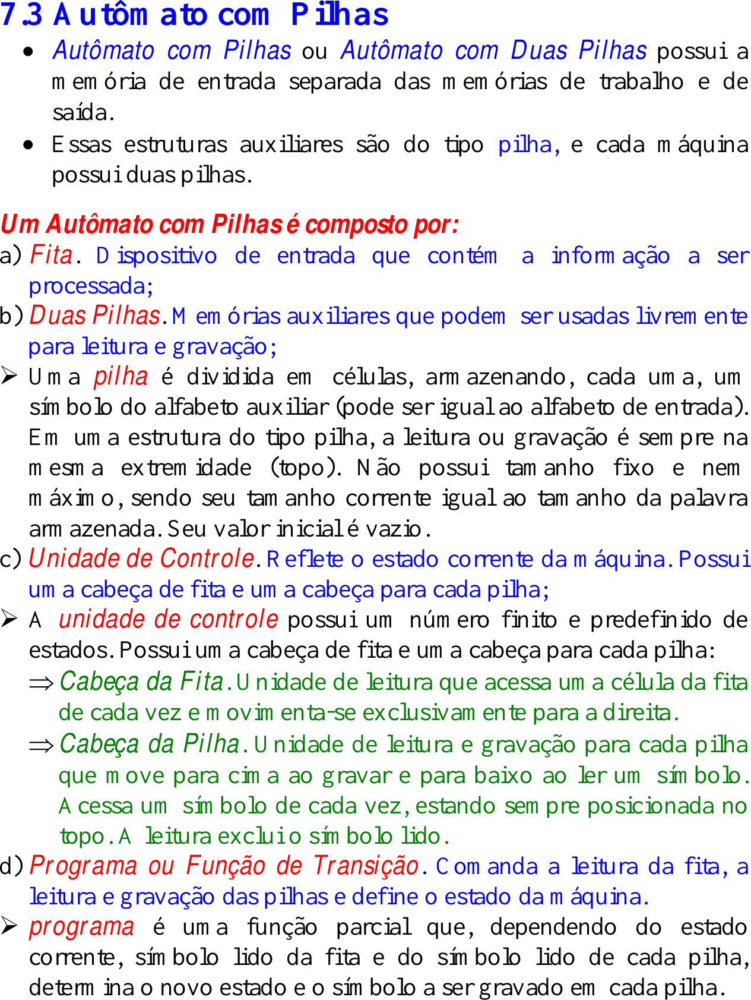 7.3 Autômato com Pilhas
• Autômato com Pilhas ou Autômato com Duas Pilhas possui a
memória de entrada separada das memórias de trabalho e de
saída.
• Essas estruturas auxiliares são do tipo pilha, e cada máquina
possui duas pilhas.
Um Autômato com Pilhas é composto por:
a) Fita. Dispositivo de entrada que contém a informação a ser
processada;
b) Duas Pilhas. Memórias auxiliares que podem ser usadas livremente
para leitura e gravação;
➢ Uma pilha é dividida em células, armazenando, cada uma, um
símbolo do alfabeto auxiliar (pode ser igual ao alfabeto de entrada).
Em uma estrutura do tipo pilha, a leitura ou gravação é sempre na
mesma extremidade (topo). Não possui tamanho fixo e nem
máximo, sendo seu tamanho corrente igual ao tamanho da palavra
armazenada. Seu valor inicial é vazio.
c) Unidade de Controle. Reflete o estado corrente da máquina. Possui
uma cabeça de fita e uma cabeça para cada pilha;
➢ A unidade de controle possui um número finito e predefinido de
estados. Possui uma cabeça de fita e uma cabeça para cada pilha:
⇒ Cabeça da Fita. Unidade de leitura que acessa uma célula da fita
de cada vez e movimenta-se exclusivamente para a direita.
⇒ Cabeça da Pilha. Unidade de leitura e gravação para cada pilha
que move para cima ao gravar e para baixo ao ler um símbolo.
Acessa um símbolo de cada vez, estando sempre posicionada no
topo. A leitura exclui o símbolo lido.
d) Programa ou Função de Transição. Comanda a leitura da fita, a
leitura e gravação das pilhas e define o estado da máquina.
➢ programa é uma função parcial que, dependendo do estado
corrente, símbolo lido da fita e do símbolo lido de cada pilha,
determina o novo estado e o símbolo a ser gravado em cada pilha.